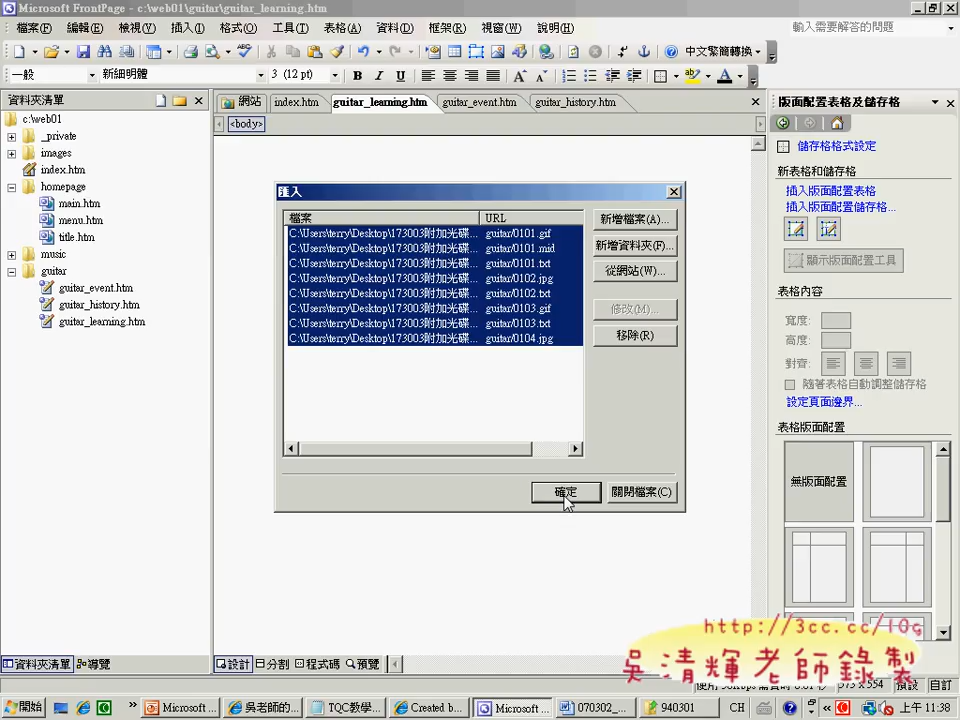 Microsoft FrontPage - c:\web01\guitar\guitar_learning.htm
檔案(F) 編輯(E) 檢視(V) 插入(I) 格式(O) 工具(T) 表格(A) 資料(D) 框架(R) 視窗(W) 說明(H) 輸入需要解答的問題
中文繁簡轉換
一般 新細明體 3 (12 pt) B I U
資料夾清單
網站 index.htm guitar_learning.htm guitar_event.htm guitar_history.htm
<body>
c:\web01
_private
images
index.htm
homepage
main.htm
menu.htm
title.htm
music
guitar
guitar_event.htm
guitar_history.htm
guitar_learning.htm
匯入
檔案 URL
C:\Users\terry\Desktop\173003附加光碟... guitar/0101.gif
C:\Users\terry\Desktop\173003附加光碟... guitar/0101.mid
C:\Users\terry\Desktop\173003附加光碟... guitar/0101.txt
C:\Users\terry\Desktop\173003附加光碟... guitar/0102.jpg
C:\Users\terry\Desktop\173003附加光碟... guitar/0102.txt
C:\Users\terry\Desktop\173003附加光碟... guitar/0103.gif
C:\Users\terry\Desktop\173003附加光碟... guitar/0103.txt
C:\Users\terry\Desktop\173003附加光碟... guitar/0104.jpg
新增檔案(A)...
新增資料夾(F)...
從網站(W)...
修改(M)...
移除(R)
確定 關閉檔案(C)
版面配置表格及儲存格
儲存格格式設定
新表格和儲存格
插入版面配置表格
插入版面配置儲存格...
顯示版面配置工具
表格內容
寬度:
高度:
對齊:
隨著表格自動調整儲存格
設定頁面邊界...
表格版面配置
無版面配置
http://3cc.cc/10g
吳清輝老師錄製
資料夾清單 導覽 設計 分割 程式碼 預覽
573 x 554 預設 自訂
開始 Microsoft ... 吳老師的... TQC教學... Created b... Microsoft ... 070302_... 940301 CH 上午 11:38